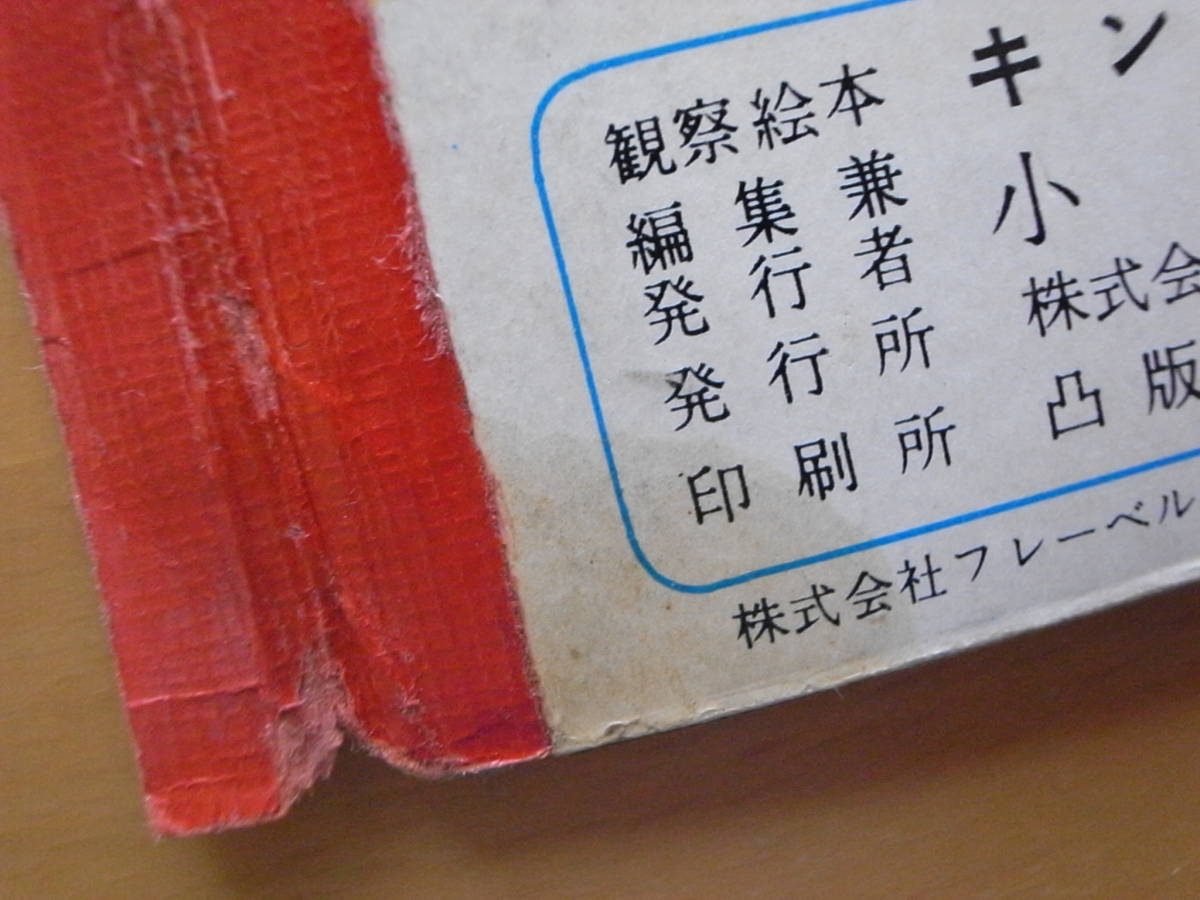 観察絵本 キン
編集兼 小
発行者
発行所 株式会
印刷所 凸版
株式会社フレーベル